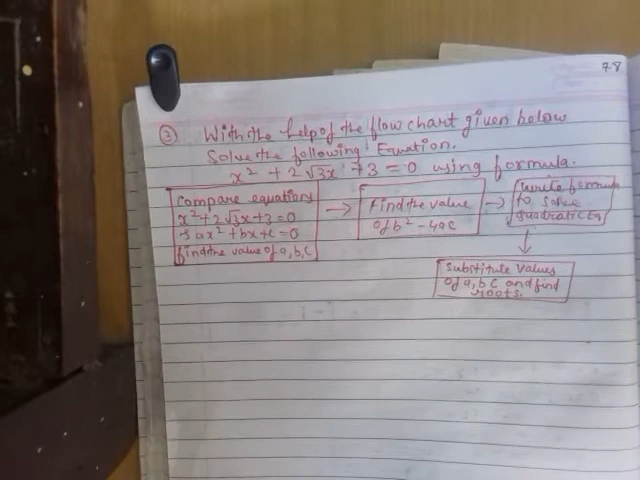 78
③ With the help of the flow chart given below
Solve the following Equation.
x² + 2√3x + 3 = 0 using formula.
Compare equations
x² + 2√3x + 3 = 0
ax² + bx + c = 0
find the value of a, b, c
→
Find the value
of b² - 4ac
→
write formula
to solve
quadratic Eq
↓
Substitute values
of a, b c and find
roots.